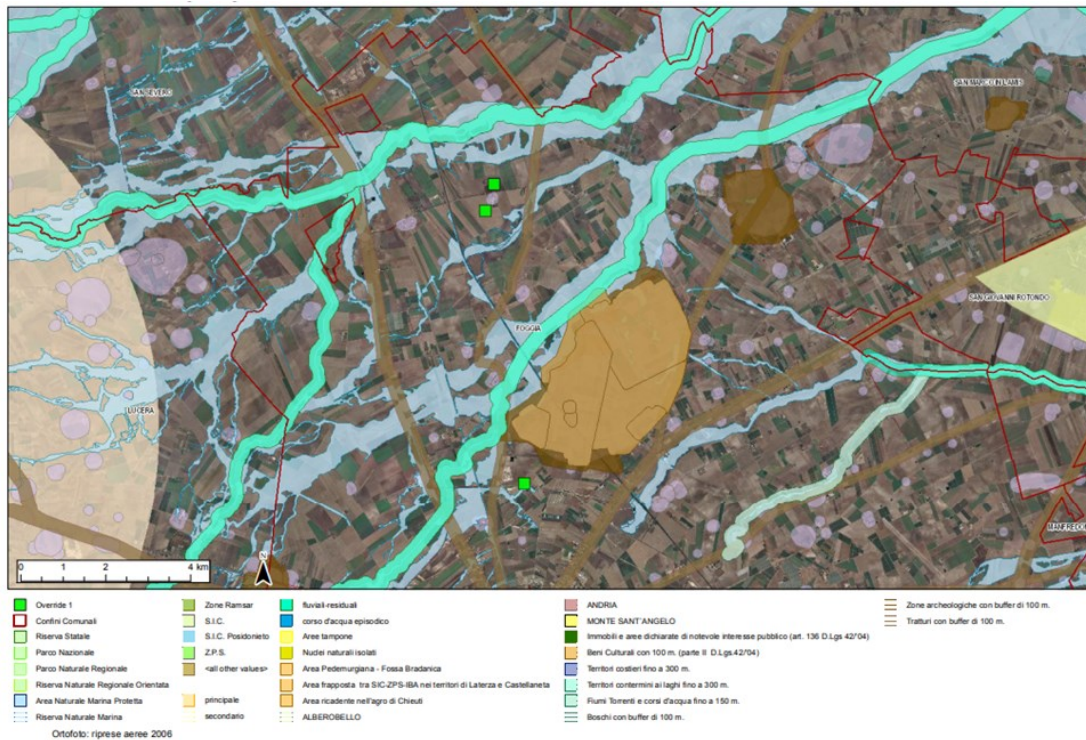 SAN SEVERO
SAN MARCO IN LAMIS
SAN GIOVANNI ROTONDO
FOGGIA
LUCERA
MANFREDON
N
0 1 2 4 km
Override 1
Confini Comunali
Riserva Statale
Parco Nazionale
Parco Naturale Regionale
Riserva Naturale Regionale Orientata
Area Naturale Marina Protetta
Riserva Naturale Marina
Zone Ramsar
S.I.C.
S.I.C. Posidonieto
Z.P.S.
<all other values>
principale
secondario
fluviali-residuali
corso d'acqua episodico
Aree tampone
Nuclei naturali isolati
Area Pedemurgiana - Fossa Bradanica
Area frapposta tra SIC-ZPS-IBA nei territori di Laterza e Castellaneta
Area ricadente nell'agro di Chieuti
ALBEROBELLO
ANDRIA
MONTE SANT'ANGELO
Immobili e aree dichiarate di notevole interesse pubblico (art. 136 D.Lgs.42/'04)
Beni Culturali con 100 m. (parte II D.Lgs.42/'04)
Territori costieri fino a 300 m.
Territori contermini ai laghi fino a 300 m.
Fiumi Torrenti e corsi d'acqua fino a 150 m.
Boschi con buffer di 100 m.
Zone archeologiche con buffer di 100 m.
Tratturi con buffer di 100 m.
Ortofoto: riprese aeree 2006